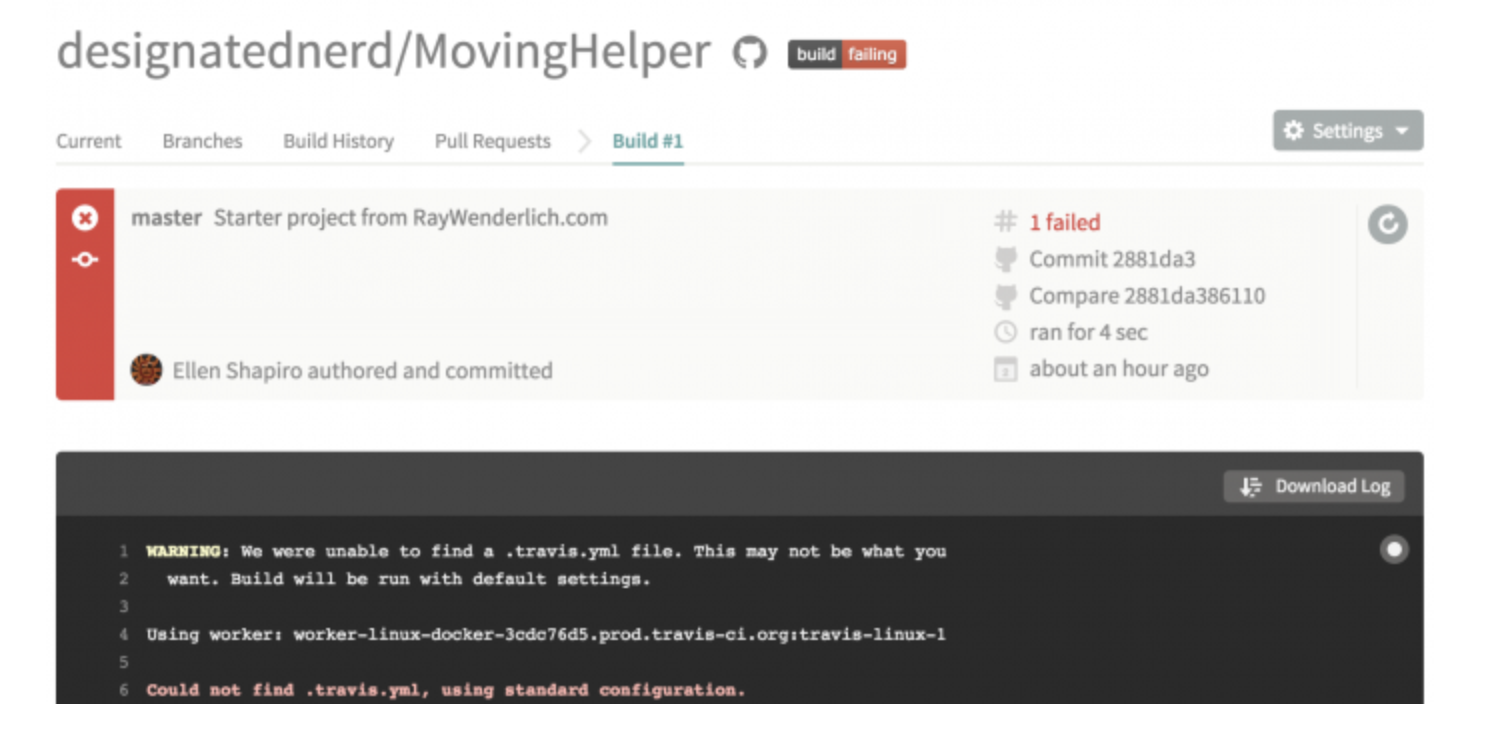 designatednerd/MovingHelper build failing
Current Branches Build History Pull Requests Build #1
Settings
master Starter project from RayWenderlich.com
1 failed
Commit 2881da3
Compare 2881da386110
ran for 4 sec
Ellen Shapiro authored and committed
about an hour ago
Download Log
1 WARNING: We were unable to find a .travis.yml file. This may not be what you
2 want. Build will be run with default settings.
3
4 Using worker: worker-linux-docker-3cdc76d5.prod.travis-ci.org:travis-linux-1
5
6 Could not find .travis.yml, using standard configuration.